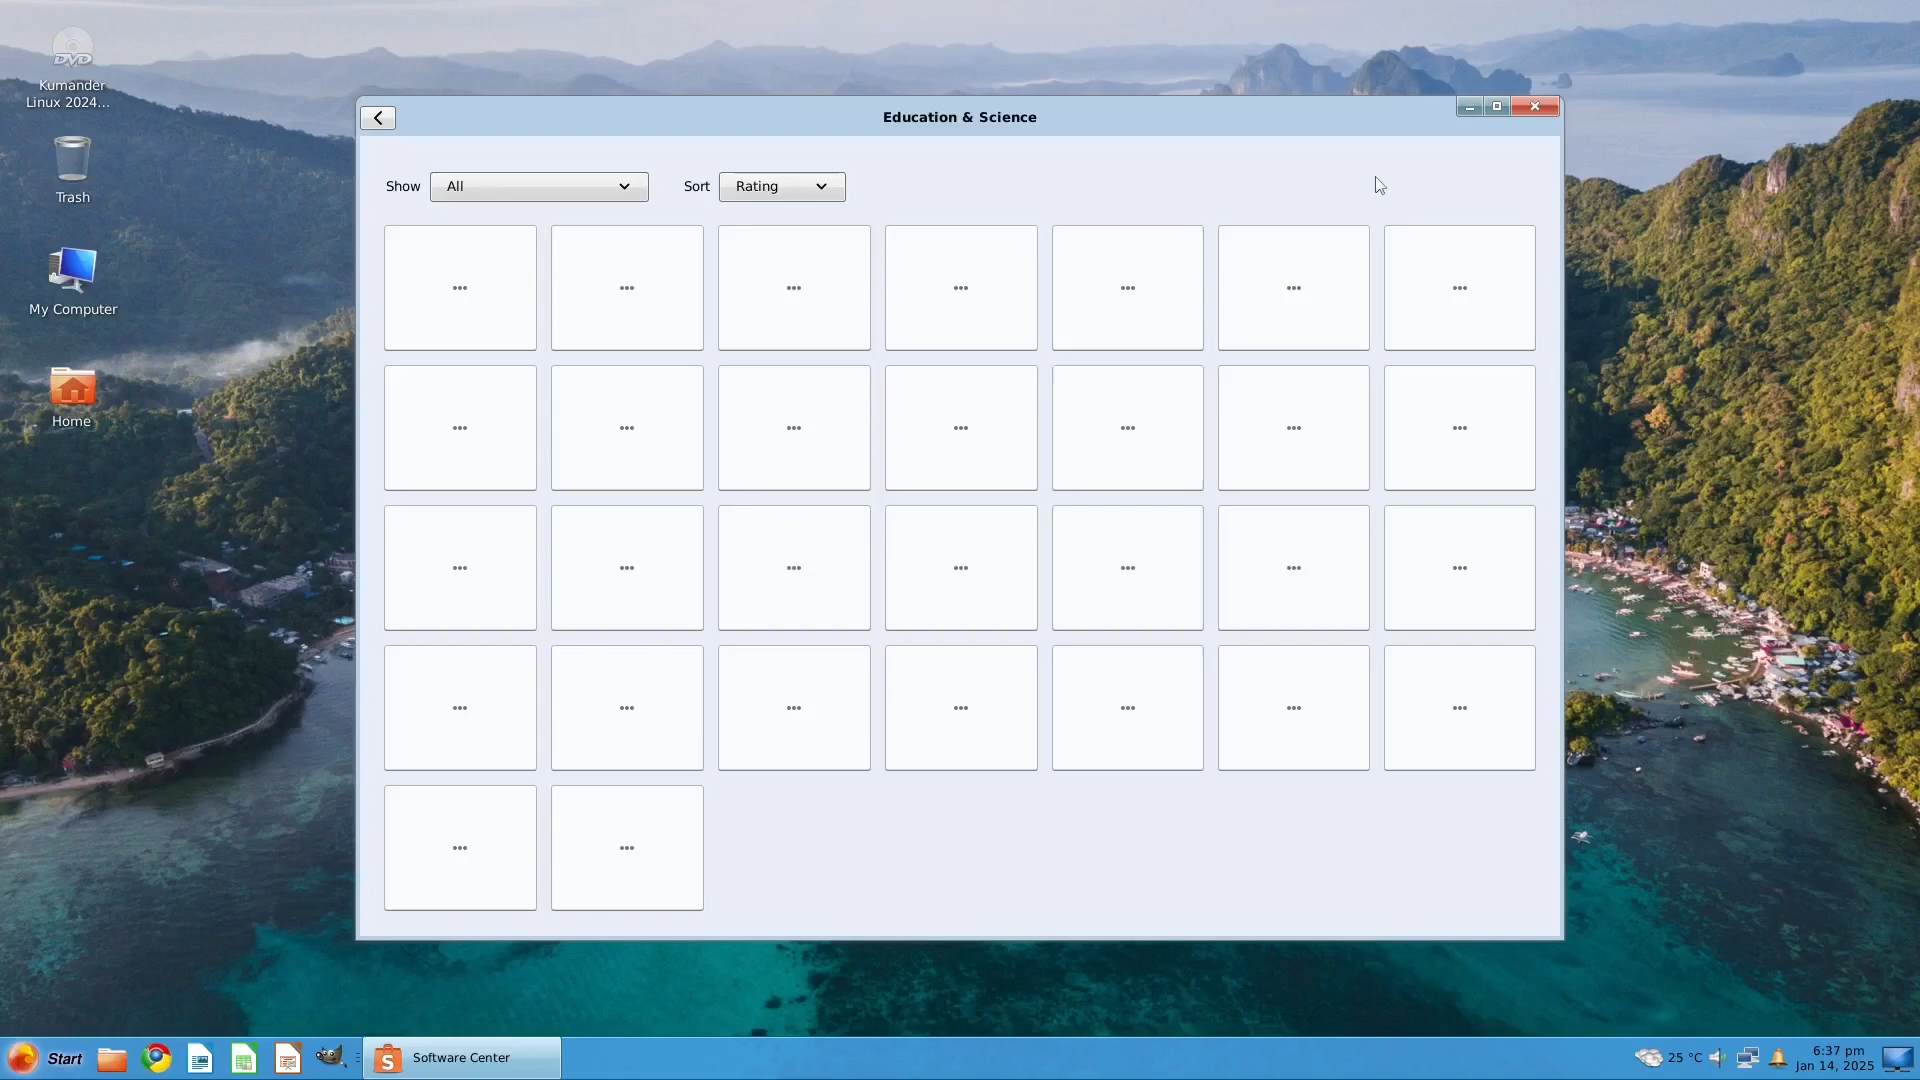 DVD
Kumander
Linux 2024...
Trash
My Computer
Home
Education & Science
Show
All
Sort
Rating
Start
S
Software Center
25 °C
6:37 pm
Jan 14, 2025